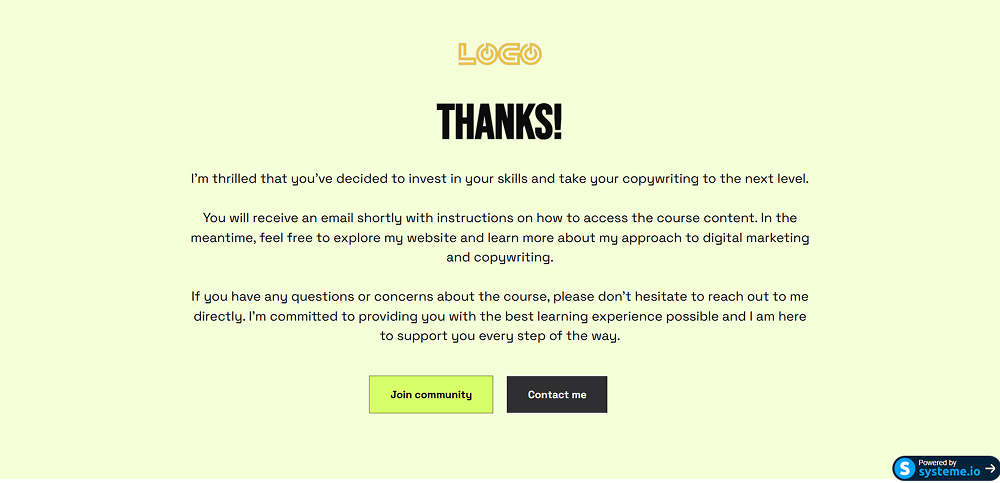 LOGO
THANKS!
I'm thrilled that you've decided to invest in your skills and take your copywriting to the next level.
You will receive an email shortly with instructions on how to access the course content. In the
meantime, feel free to explore my website and learn more about my approach to digital marketing
and copywriting.
If you have any questions or concerns about the course, please don't hesitate to reach out to me
directly. I'm committed to providing you with the best learning experience possible and I am here
to support you every step of the way.
Join community
Contact me
S
Powered by
systeme.io